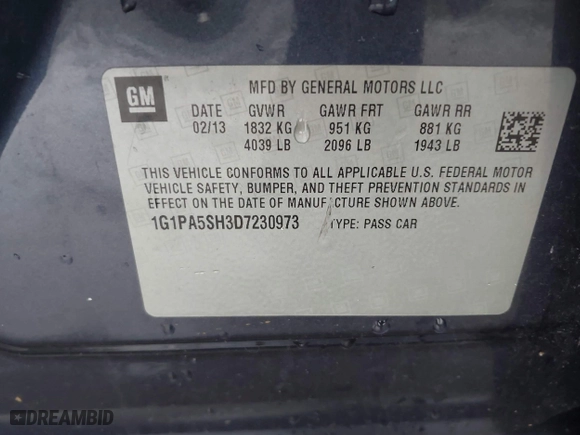 GM
MFD BY GENERAL MOTORS LLC
DATE GVWR GAWR FRT GAWR RR
02/13 1832 KG 951 KG 881 KG
4039 LB 2096 LB 1943 LB
THIS VEHICLE CONFORMS TO ALL APPLICABLE U.S. FEDERAL MOTOR
VEHICLE SAFETY, BUMPER, AND THEFT PREVENTION STANDARDS
IN EFFECT ON THE DATE OF MANUFACTURE SHOWN ABOVE.
1G1PA5SH3D7230973 TYPE: PASS CAR
DREAMBID